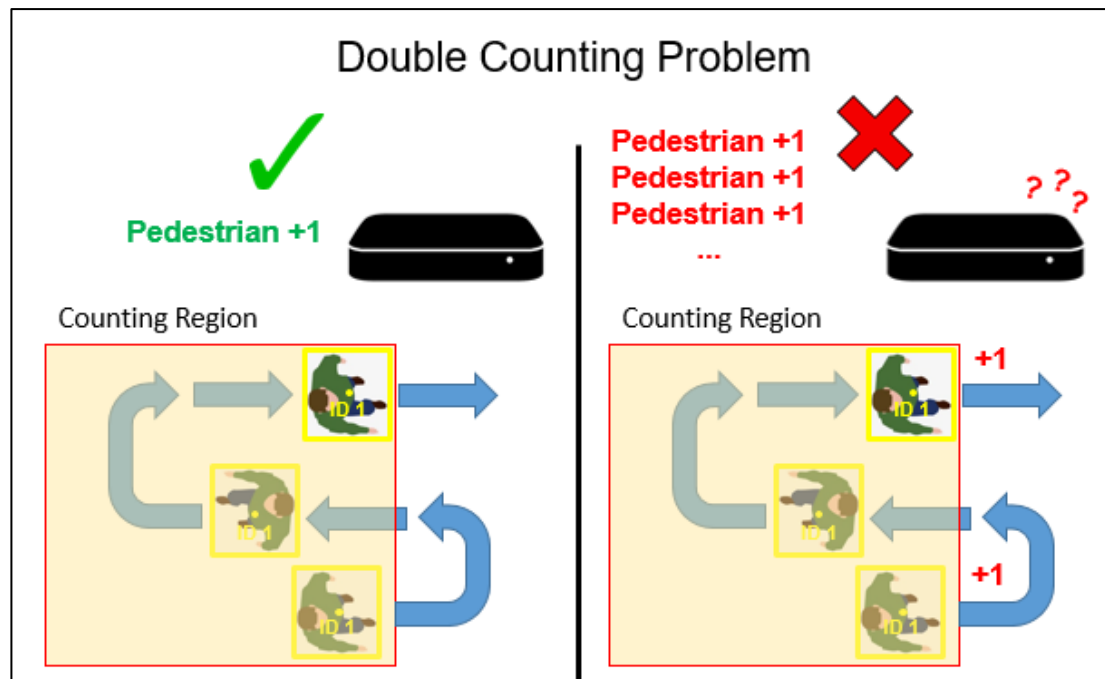 Double Counting Problem
Pedestrian +1
Counting Region
ID 1
ID 1
ID 1
Pedestrian +1
Pedestrian +1
Pedestrian +1
...
? ? ?
Counting Region
+1
ID 1
ID 1
+1
ID 1